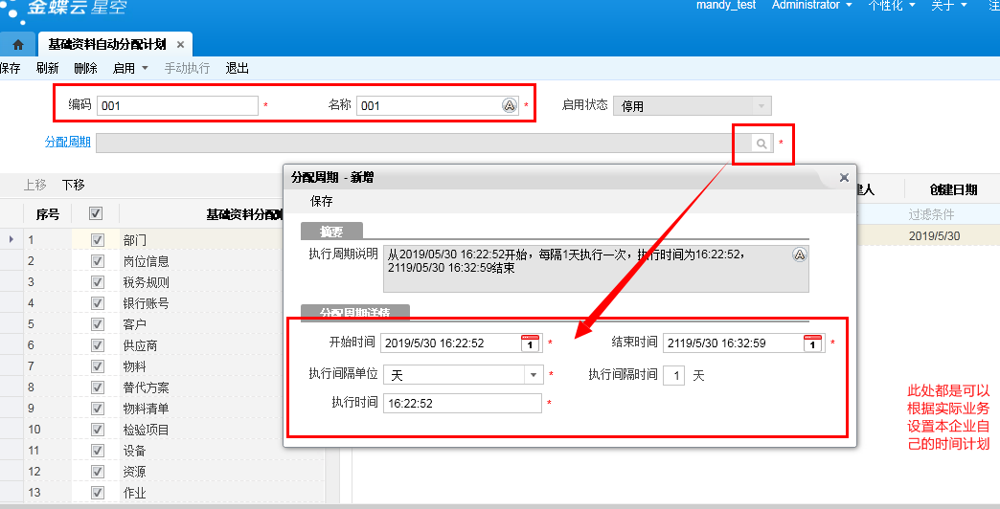 金蝶云 星空
mandy_test Administrator 个性化 关于 注
基础资料自动分配计划 ×
保存 刷新 删除 启用 手动执行 退出
编码 001 * 名称 001 A * 启用状态 停用
分配周期 *
上移 下移
序号 基础资料分配 建人 创建日期
过滤条件
1 部门 2019/5/30
2 岗位信息
3 税务规则
4 银行账号
5 客户
6 供应商
7 物料
8 替代方案
9 物料清单
10 检验项目
11 设备
12 资源
13 作业
分配周期 - 新增
保存
摘要
执行周期说明 从2019/05/30 16:22:52开始，每隔1天执行一次，执行时间为16:22:52， A
2119/05/30 16:32:59结束
分配周期详情
开始时间 2019/5/30 16:22:52 1 * 结束时间 2119/5/30 16:32:59 1 *
执行间隔单位 天 * 执行间隔时间 1 天
执行时间 16:22:52 *
此处都是可以
根据实际业务
设置本企业自
己的时间计划